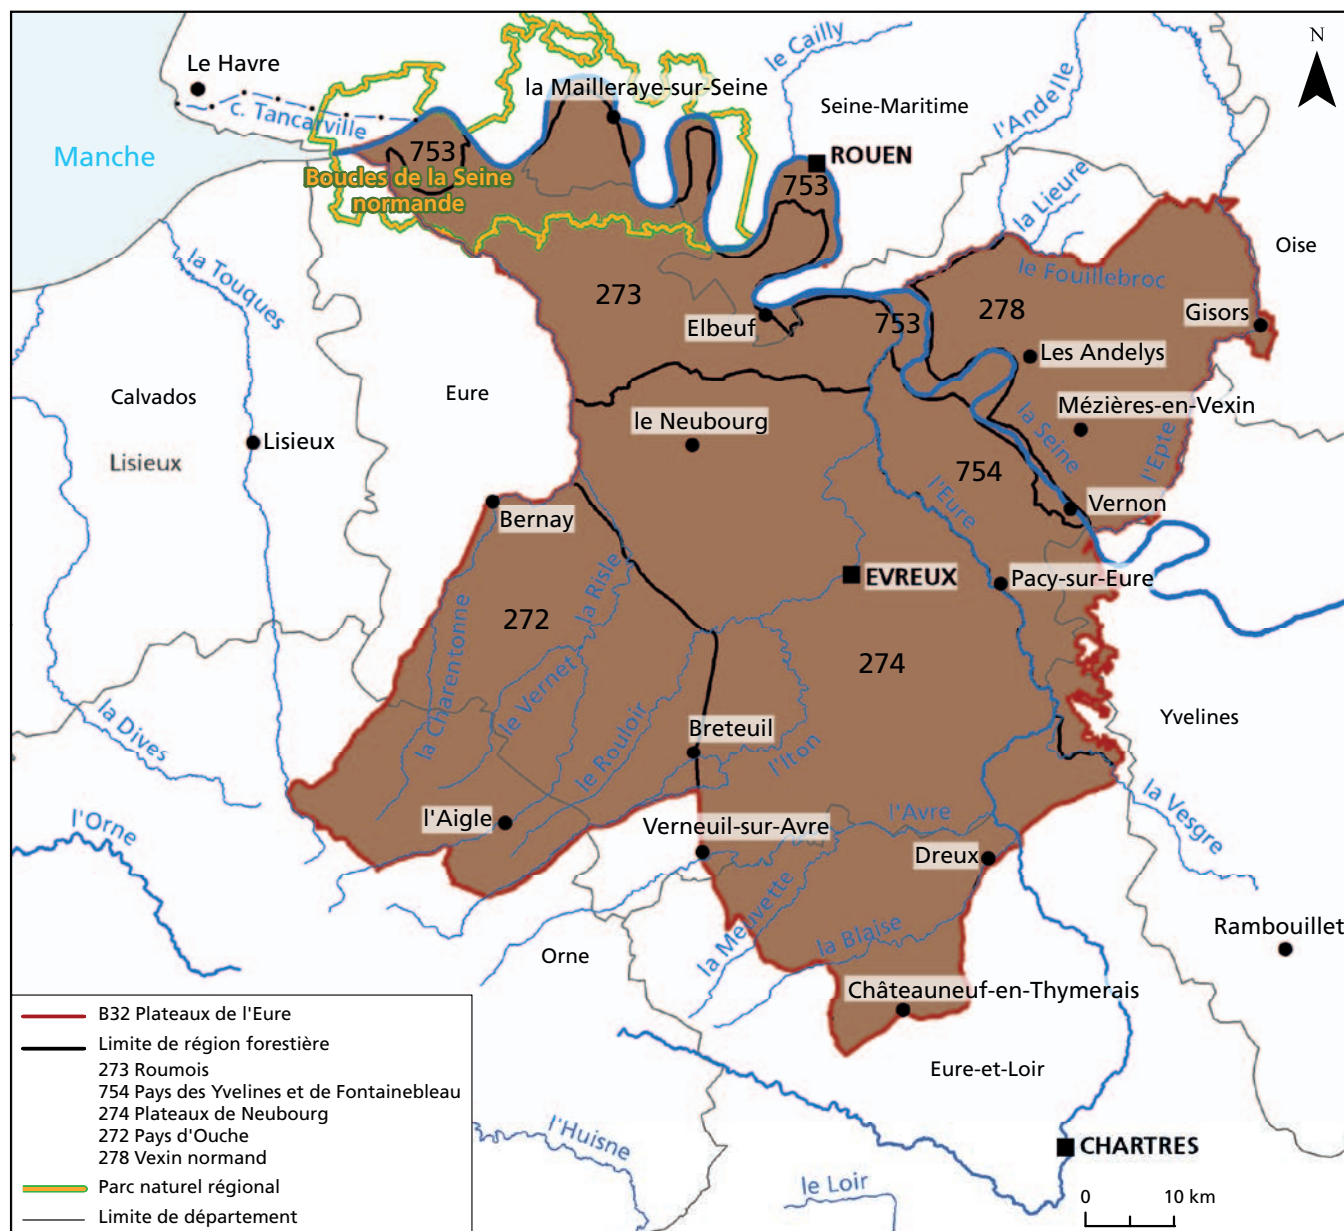 N
Le Havre
c. Tancarville
la Mailleraye-sur-Seine
le Cailly
Seine-Maritime
l'Andelle
Manche
753
Boucles de la Seine
normande
ROUEN
753
la Lieure
Oise
la Touques
le Fouillebroc
273
Elbeuf
753
278
Gisors
Les Andelys
Calvados
Eure
Mézières-en-Vexin
le Neubourg
la Seine
Lisieux
Lisieux
754
l'Epte
l'Eure
Vernon
Bernay
EVREUX
Pacy-sur-Eure
la Risle
272
la Charentonne
le Vernet
274
la Dives
le Rouloir
Breteuil
l'Iton
Yvelines
l'Orne
l'Aigle
Verneuil-sur-Avre
l'Avre
la Vesgre
Dreux
la Meuvette
la Blaise
Orne
Rambouillet
Châteauneuf-en-Thymerais
Eure-et-Loir
l'Huisne
CHARTRES
le Loir
0 10 km
B32 Plateaux de l'Eure
Limite de région forestière
273 Roumois
754 Pays des Yvelines et de Fontainebleau
274 Plateaux de Neubourg
272 Pays d'Ouche
278 Vexin normand
Parc naturel régional
Limite de département